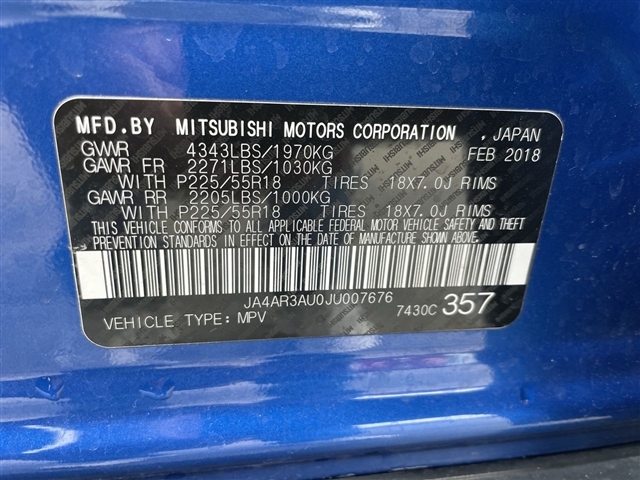 MFD.BY MITSUBISHI MOTORS CORPORATION , JAPAN
GVWR 4343LBS/1970KG FEB 2018
GAWR FR 2271LBS/1030KG
WITH P225/55R18 TIRES 18X7.0J RIMS
GAWR RR 2205LBS/1000KG
WITH P225/55R18 TIRES 18X7.0J RIMS
THIS VEHICLE CONFORMS TO ALL APPLICABLE FEDERAL MOTOR VEHICLE SAFETY AND THEFT
PREVENTION STANDARDS IN EFFECT ON THE DATE OF MANUFACTURE SHOWN ABOVE.
JA4AR3AU0JU007676
VEHICLE TYPE: MPV 7430C 357